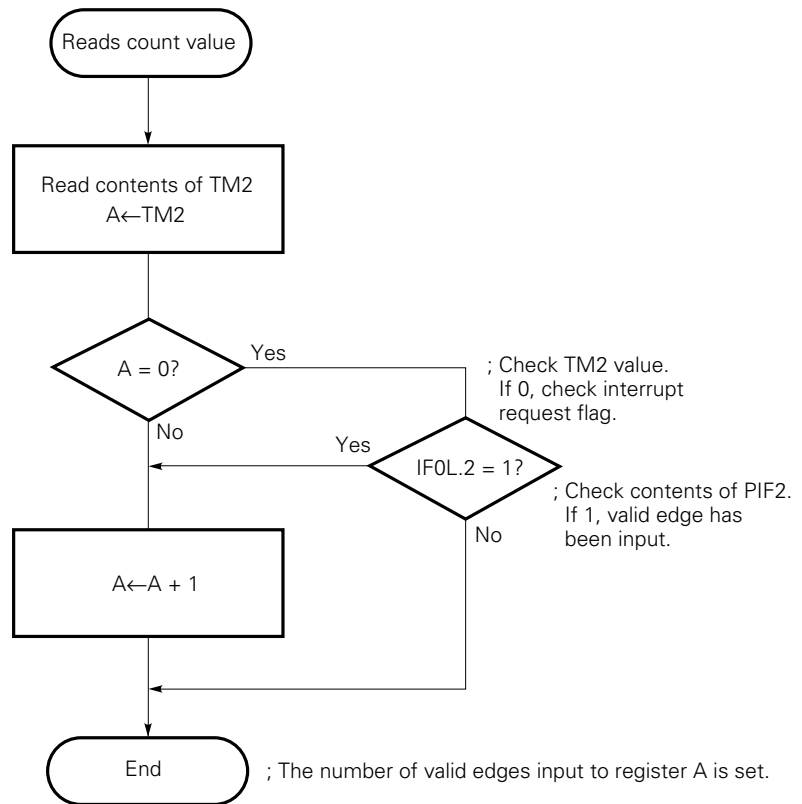 Reads count value
Read contents of TM2
A←TM2
A = 0?
Yes
No
; Check TM2 value.
If 0, check interrupt
request flag.
Yes
IF0L.2 = 1?
No
; Check contents of PIF2.
If 1, valid edge has
been input.
A←A + 1
End
; The number of valid edges input to register A is set.